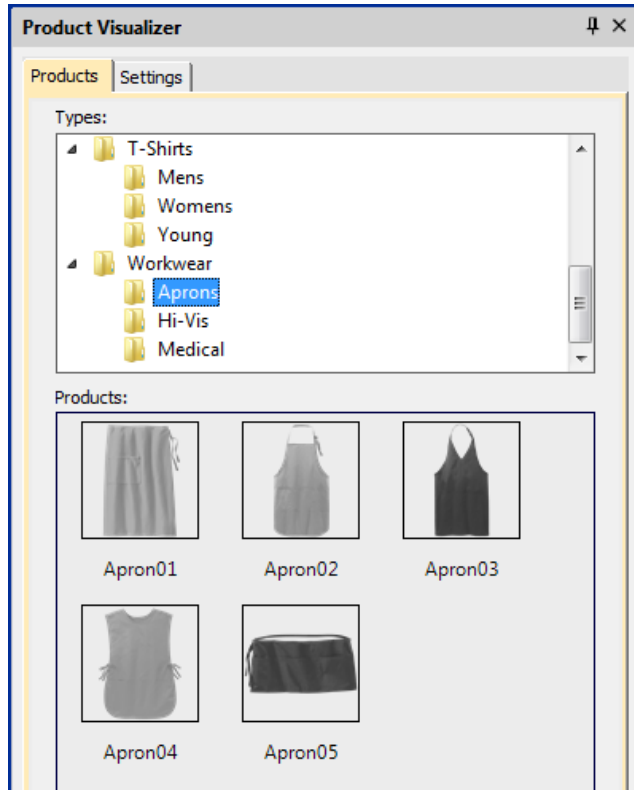 Product Visualizer
Products Settings
Types:
T-Shirts
Mens
Womens
Young
Workwear
Aprons
Hi-Vis
Medical
Products:
Apron01 Apron02 Apron03
Apron04 Apron05